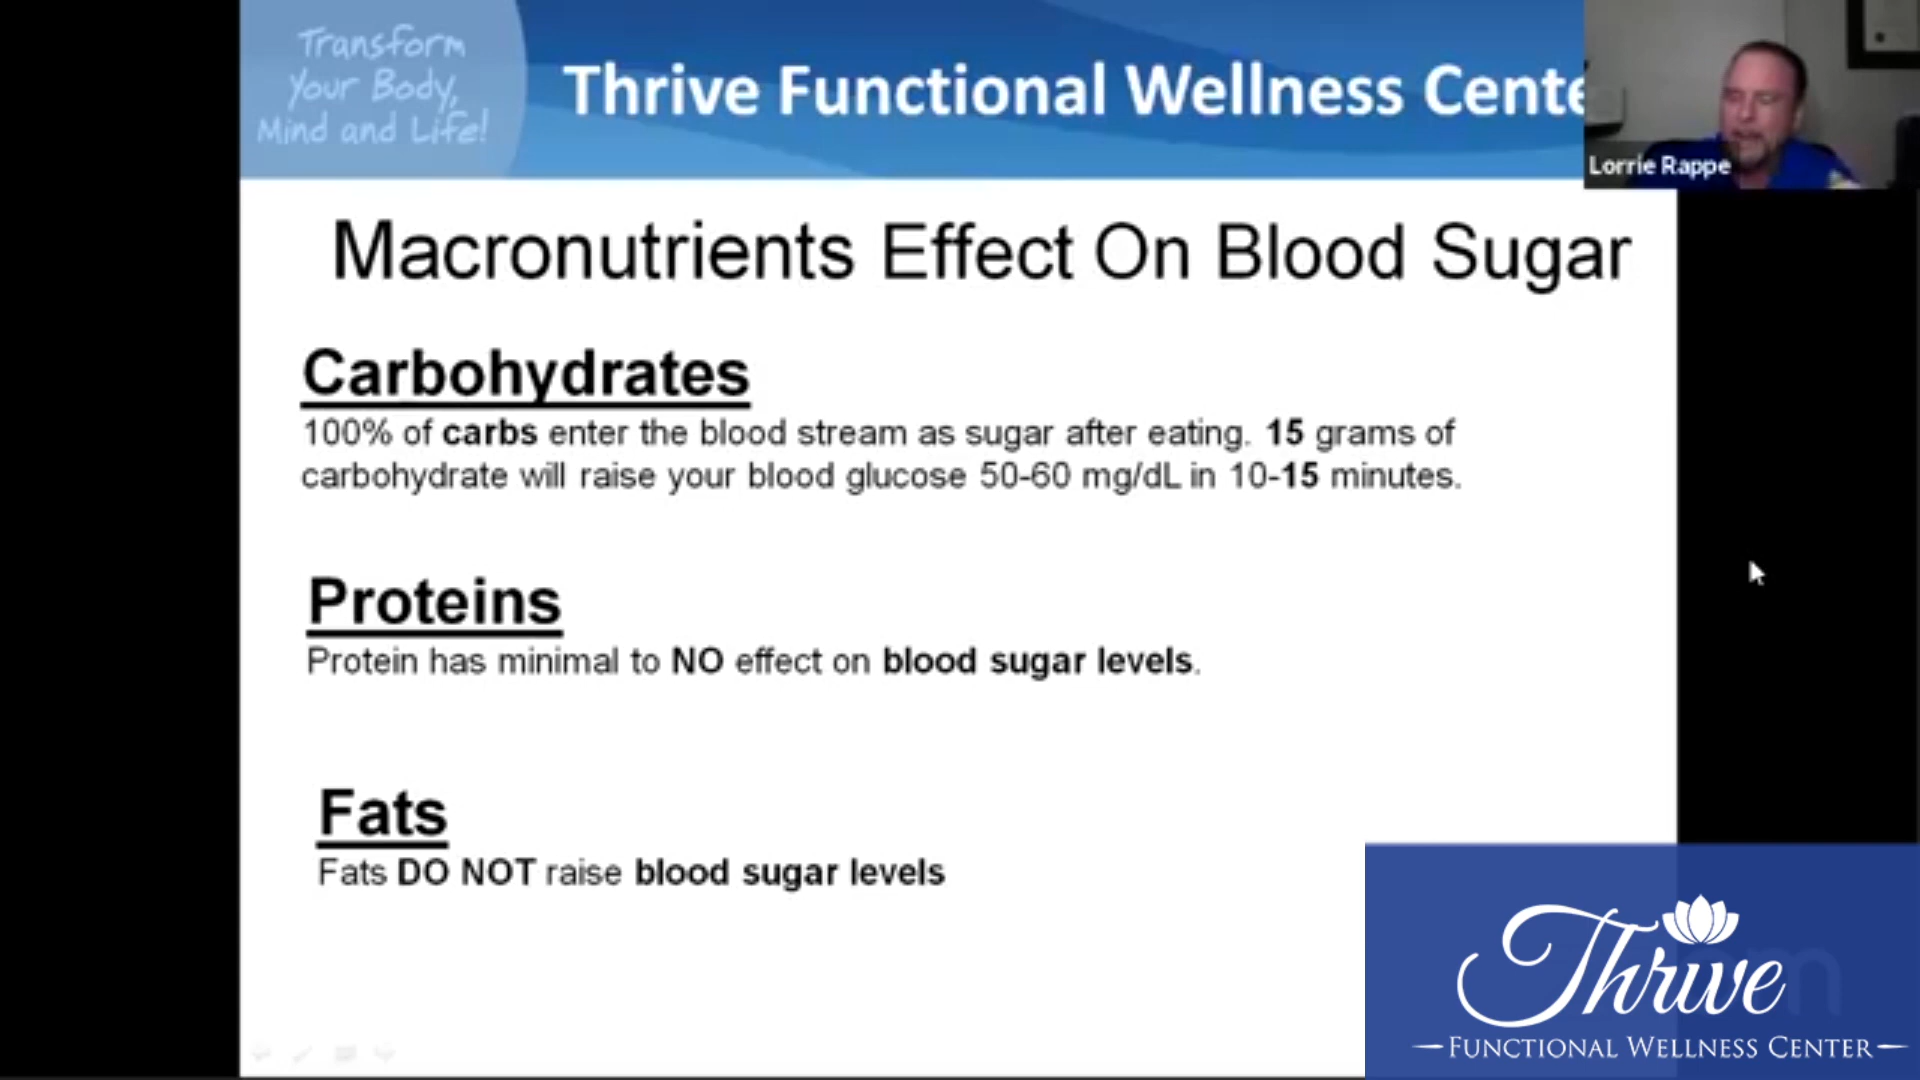 Transform
Your Body,
Mind and Life!
Thrive Functional Wellness Cente
Lorrie Rappe
Macronutrients Effect On Blood Sugar
Carbohydrates
100% of carbs enter the blood stream as sugar after eating. 15 grams of
carbohydrate will raise your blood glucose 50-60 mg/dL in 10-15 minutes.
Proteins
Protein has minimal to NO effect on blood sugar levels.
Fats
Fats DO NOT raise blood sugar levels
Thrive
FUNCTIONAL WELLNESS CENTER